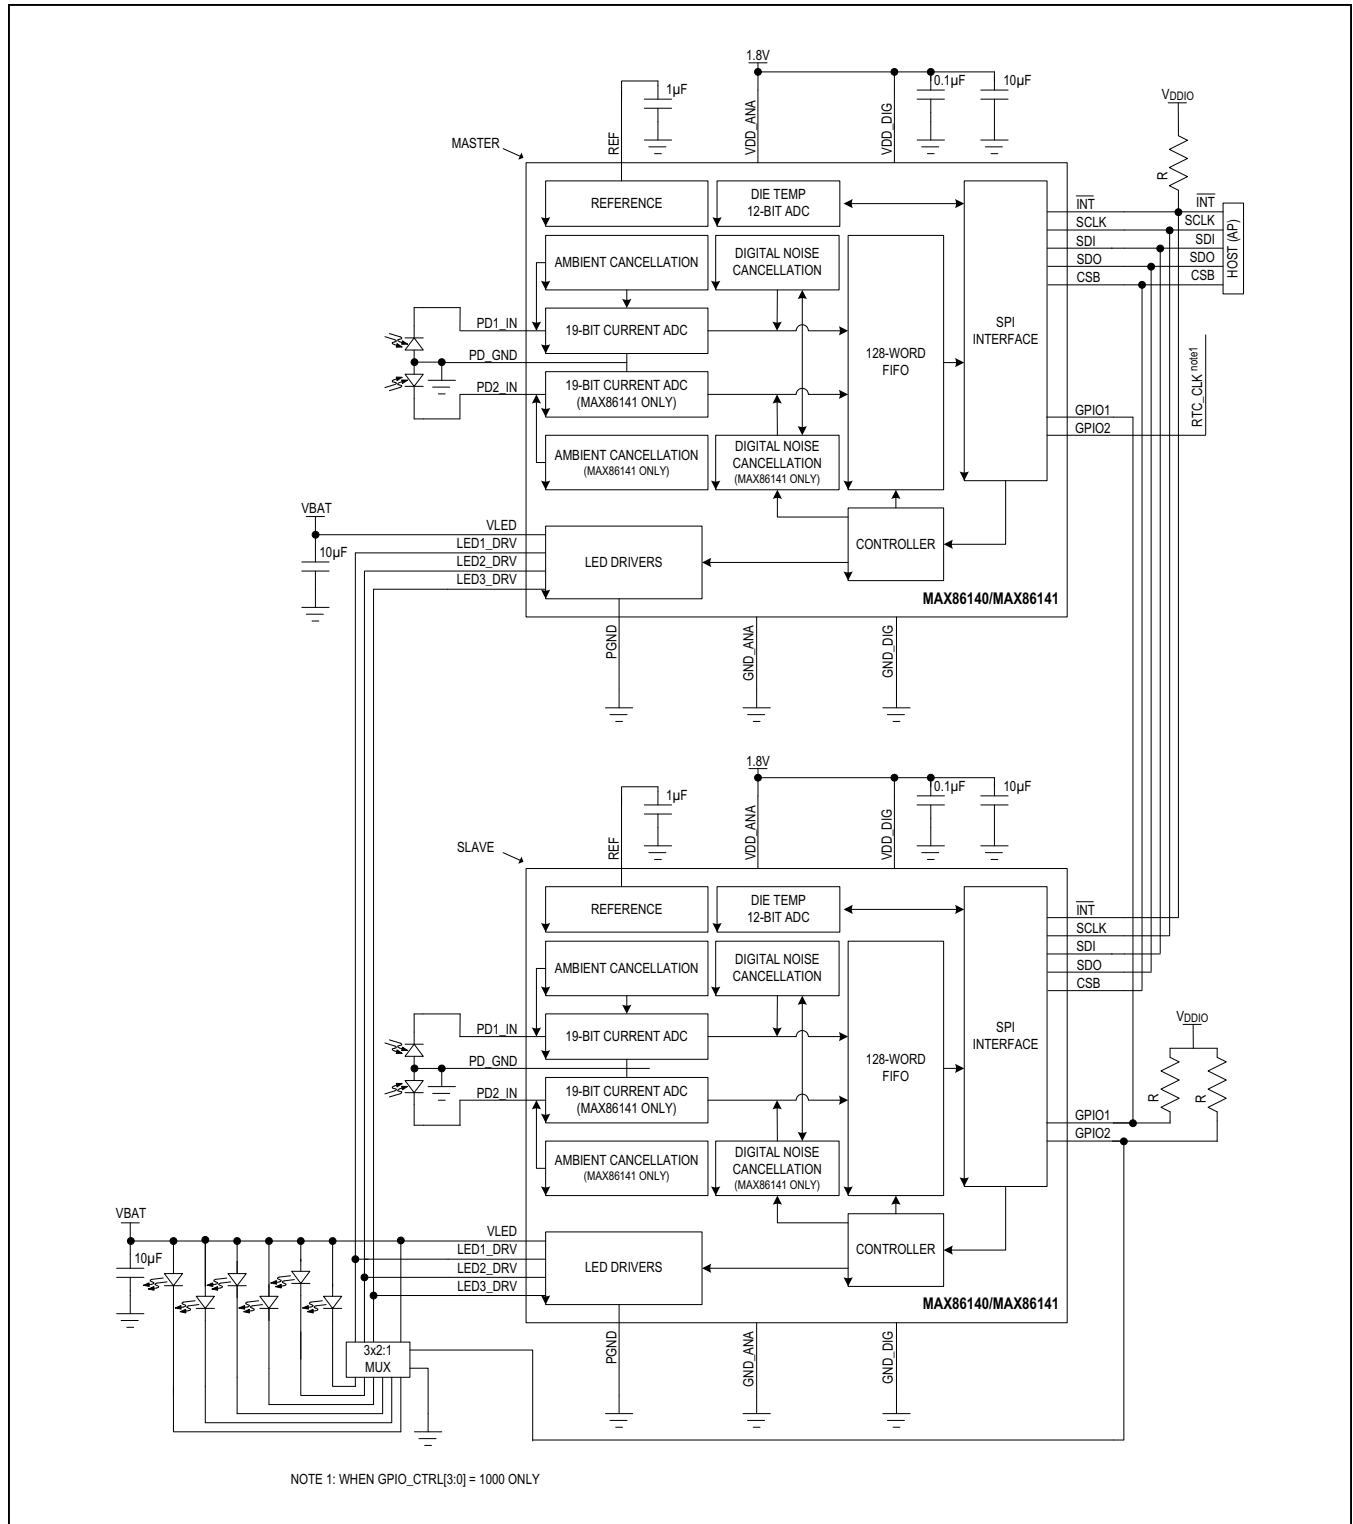 1.8V
0.1µF
10µF
1µF
VDDIO
REF
VDD_ANA
VDD_DIG
R
MASTER
REFERENCE
DIE TEMP
12-BIT ADC
INT
INT
SCLK
SCLK
SDI
SDI
SDO
SDO
CSB
CSB
HOST (AP)
AMBIENT CANCELLATION
DIGITAL NOISE
CANCELLATION
PD1_IN
19-BIT CURRENT ADC
SPI
INTERFACE
PD_GND
128-WORD
FIFO
PD2_IN
19-BIT CURRENT ADC
(MAX86141 ONLY)
RTC_CLK note1
GPIO1
GPIO2
AMBIENT CANCELLATION
(MAX86141 ONLY)
DIGITAL NOISE
CANCELLATION
(MAX86141 ONLY)
VBAT
10µF
VLED
LED1_DRV
LED2_DRV
LED3_DRV
LED DRIVERS
CONTROLLER
MAX86140/MAX86141
PGND
GND_ANA
GND_DIG
1.8V
0.1µF
10µF
1µF
REF
VDD_ANA
VDD_DIG
SLAVE
REFERENCE
DIE TEMP
12-BIT ADC
INT
SCLK
SDI
SDO
CSB
AMBIENT CANCELLATION
DIGITAL NOISE
CANCELLATION
PD1_IN
19-BIT CURRENT ADC
SPI
INTERFACE
VDDIO
PD_GND
128-WORD
FIFO
PD2_IN
19-BIT CURRENT ADC
(MAX86141 ONLY)
R
R
GPIO1
GPIO2
AMBIENT CANCELLATION
(MAX86141 ONLY)
DIGITAL NOISE
CANCELLATION
(MAX86141 ONLY)
VBAT
10µF
VLED
LED1_DRV
LED2_DRV
LED3_DRV
LED DRIVERS
CONTROLLER
MAX86140/MAX86141
3x2:1
MUX
PGND
GND_ANA
GND_DIG
NOTE 1: WHEN GPIO_CTRL[3:0] = 1000 ONLY